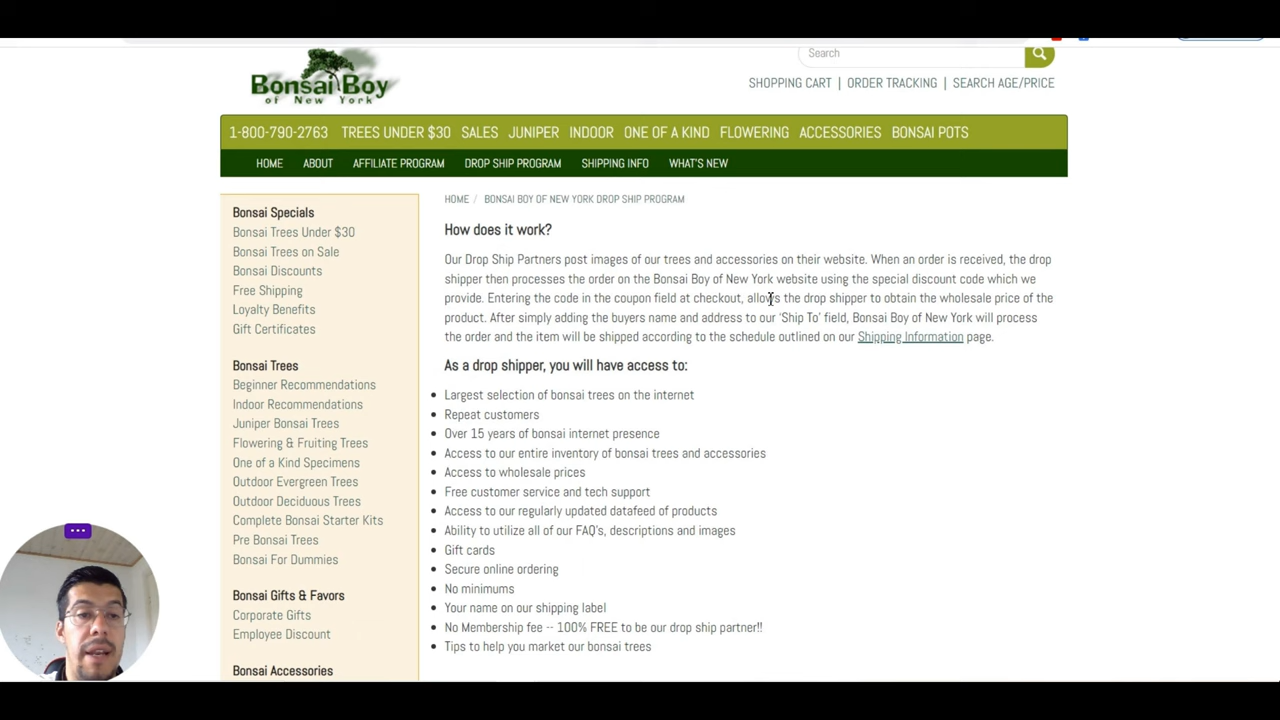 Bonsai Boy
of New York
Search
SHOPPING CART | ORDER TRACKING | SEARCH AGE/PRICE
1-800-790-2763 TREES UNDER $30 SALES JUNIPER INDOOR ONE OF A KIND FLOWERING ACCESSORIES BONSAI POTS
HOME ABOUT AFFILIATE PROGRAM DROP SHIP PROGRAM SHIPPING INFO WHAT'S NEW
Bonsai Specials
Bonsai Trees Under $30
Bonsai Trees on Sale
Bonsai Discounts
Free Shipping
Loyalty Benefits
Gift Certificates
Bonsai Trees
Beginner Recommendations
Indoor Recommendations
Juniper Bonsai Trees
Flowering & Fruiting Trees
One of a Kind Specimens
Outdoor Evergreen Trees
Outdoor Deciduous Trees
Complete Bonsai Starter Kits
Pre Bonsai Trees
Bonsai For Dummies
Bonsai Gifts & Favors
Corporate Gifts
Employee Discount
Bonsai Accessories
HOME / BONSAI BOY OF NEW YORK DROP SHIP PROGRAM
How does it work?
Our Drop Ship Partners post images of our trees and accessories on their website. When an order is received, the drop
shipper then processes the order on the Bonsai Boy of New York website using the special discount code which we
provide. Entering the code in the coupon field at checkout, allows the drop shipper to obtain the wholesale price of the
product. After simply adding the buyers name and address to our 'Ship To' field, Bonsai Boy of New York will process
the order and the item will be shipped according to the schedule outlined on our Shipping Information page.
As a drop shipper, you will have access to:
• Largest selection of bonsai trees on the internet
• Repeat customers
• Over 15 years of bonsai internet presence
• Access to our entire inventory of bonsai trees and accessories
• Access to wholesale prices
• Free customer service and tech support
• Access to our regularly updated datafeed of products
• Ability to utilize all of our FAQ's, descriptions and images
• Gift cards
• Secure online ordering
• No minimums
• Your name on our shipping label
• No Membership fee -- 100% FREE to be our drop ship partner!!
• Tips to help you market our bonsai trees